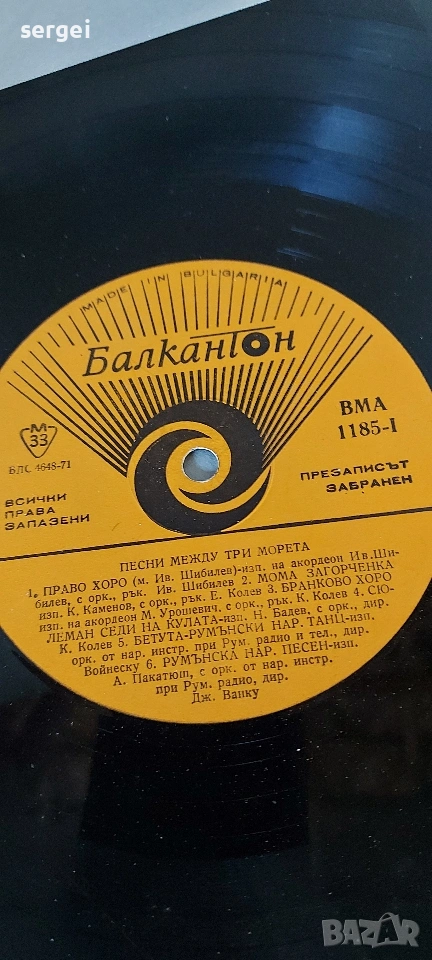 sergei
MADE IN BULGARIA
Балкантон
М
33
БЛС 4648-71
ВМА
1185-I
ВСИЧКИ
ПРАВА
ЗАПАЗЕНИ
ПРЕЗАПИСЪТ
ЗАБРАНЕН
ПЕСНИ МЕЖДУ ТРИ МОРЕТА
1. ПРАВО ХОРО (м. Ив. Шибилев)-изп. на акордеон Ив. Ши-
билев, с орк., рък. Ив. Шибилев 2. МОМА ЗАГОРЧЕНКА
изп. К. Каменов, с орк., рък. Е. Колев 3. БРАНКОВО ХОРО
изп. на акордеон М. Урошевич, с орк., рък. К. Колев 4. СЮ-
ЛЕМАН СЕДИ НА КУЛАТА-изп. Н. Бадев, с орк., дир.
К. Колев 5. БЕТУТА-РУМЪНСКИ НАР. ТАНЦ-изп.
орк. от нар. инстр. при Рум. радио и тел., дир.
Войнеску 6. РУМЪНСКА НАР. ПЕСЕН-изп.
А. Пакатюш, с орк. от нар. инстр.
при Рум. радио, дир.
Дж. Ванку
BAZAR